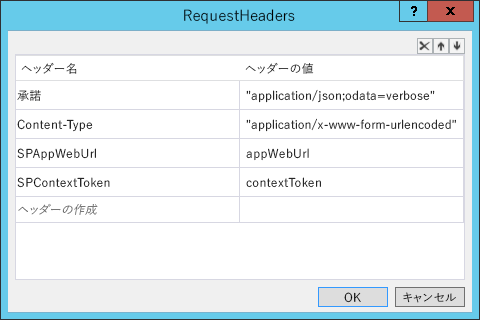 RequestHeaders
ヘッダー名 ヘッダーの値
承諾 "application/json;odata=verbose"
Content-Type "application/x-www-form-urlencoded"
SPAppWebUrl appWebUrl
SPContextToken contextToken
ヘッダーの作成
OK キャンセル